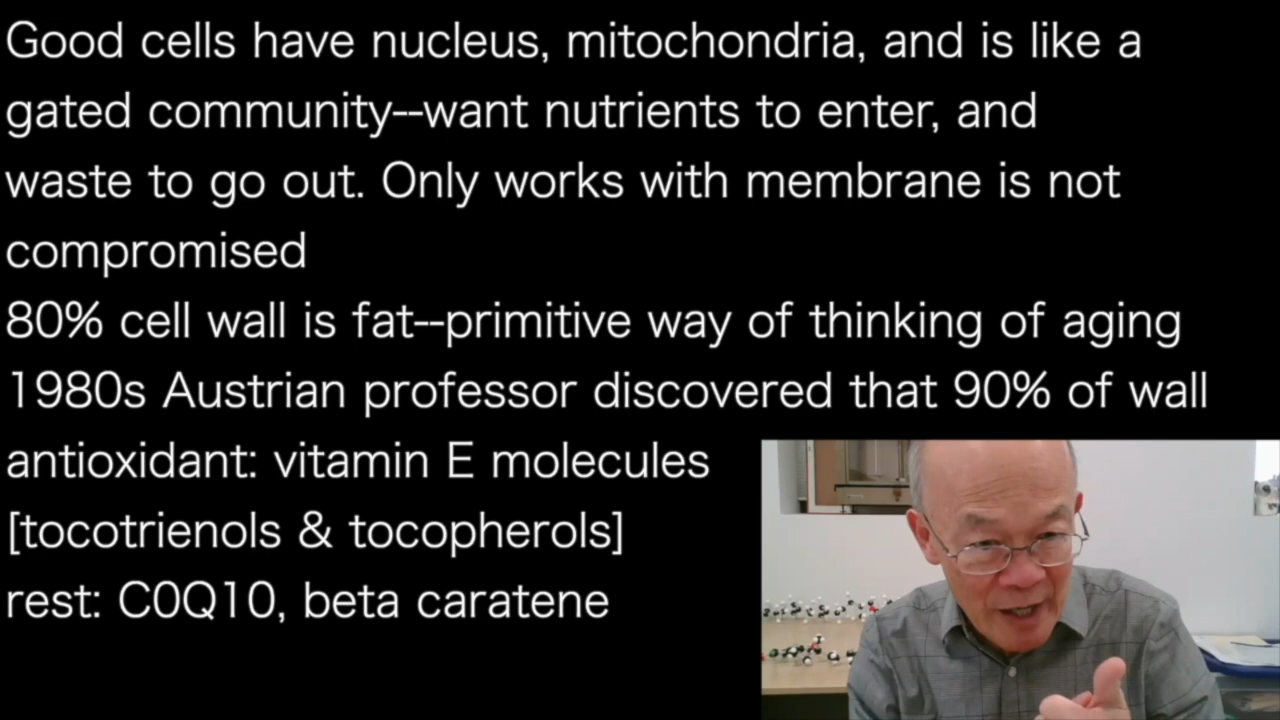 Good cells have nucleus, mitochondria, and is like a
gated community--want nutrients to enter, and
waste to go out. Only works with membrane is not
compromised
80% cell wall is fat--primitive way of thinking of aging
1980s Austrian professor discovered that 90% of wall
antioxidant: vitamin E molecules
[tocotrienols & tocopherols]
rest: C0Q10, beta caratene